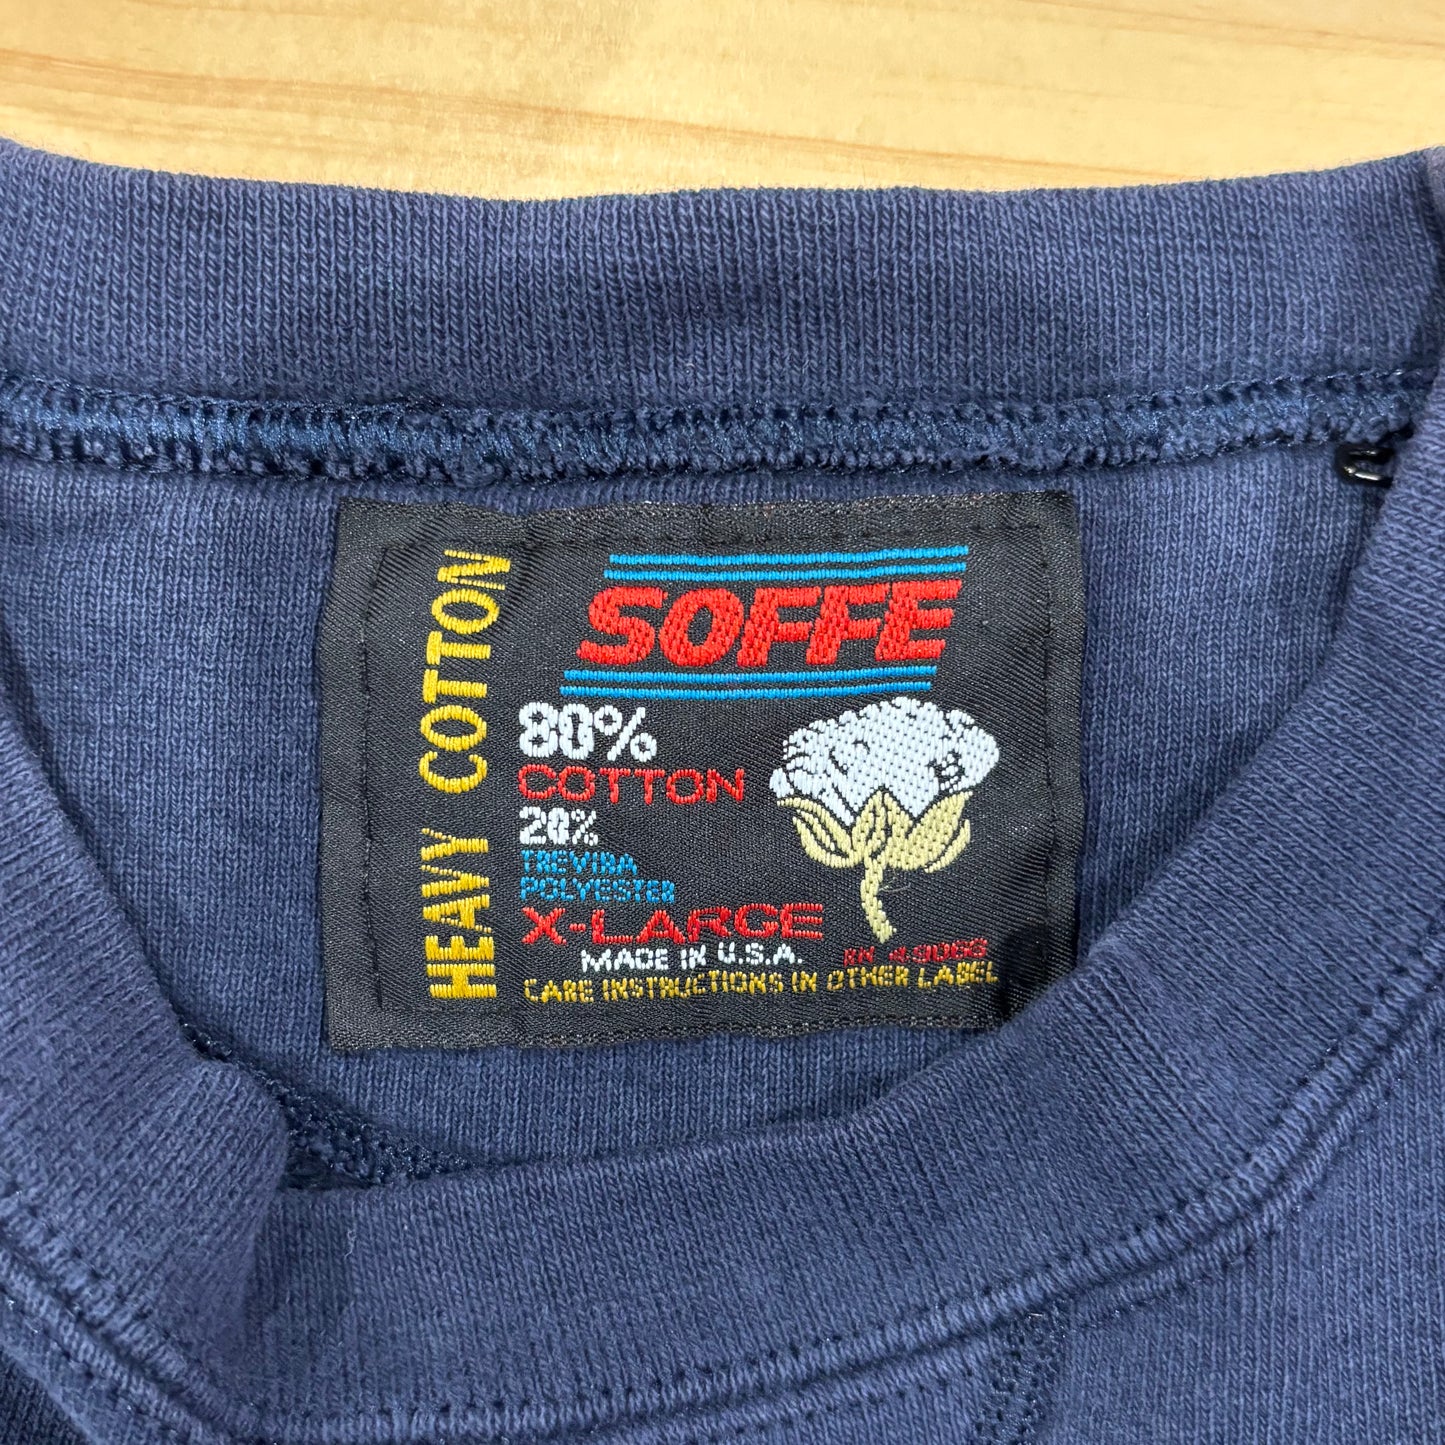 HEAVY COTTON
SOFFE
80%
COTTON
20%
TREVIRA
POLYESTER
X-LARGE
MADE IN U.S.A.
CARE INSTRUCTIONS IN OTHER LABEL